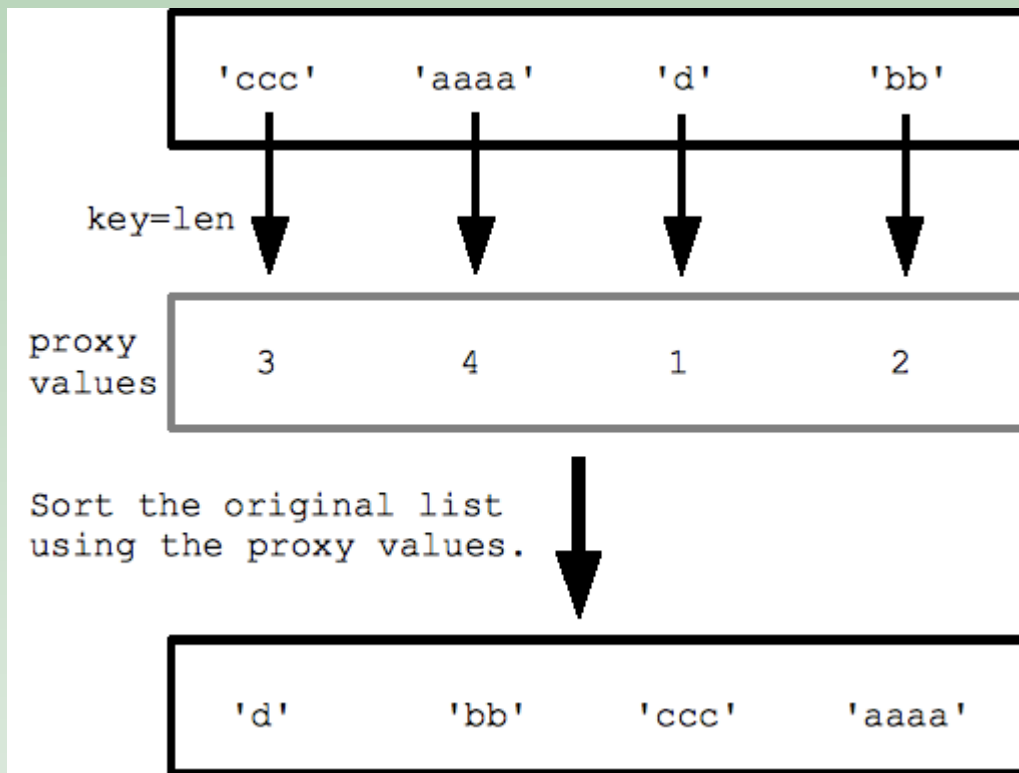 'ccc' 'aaaa' 'd' 'bb'
key=len
proxy
values
3 4 1 2
Sort the original list
using the proxy values.
'd' 'bb' 'ccc' 'aaaa'